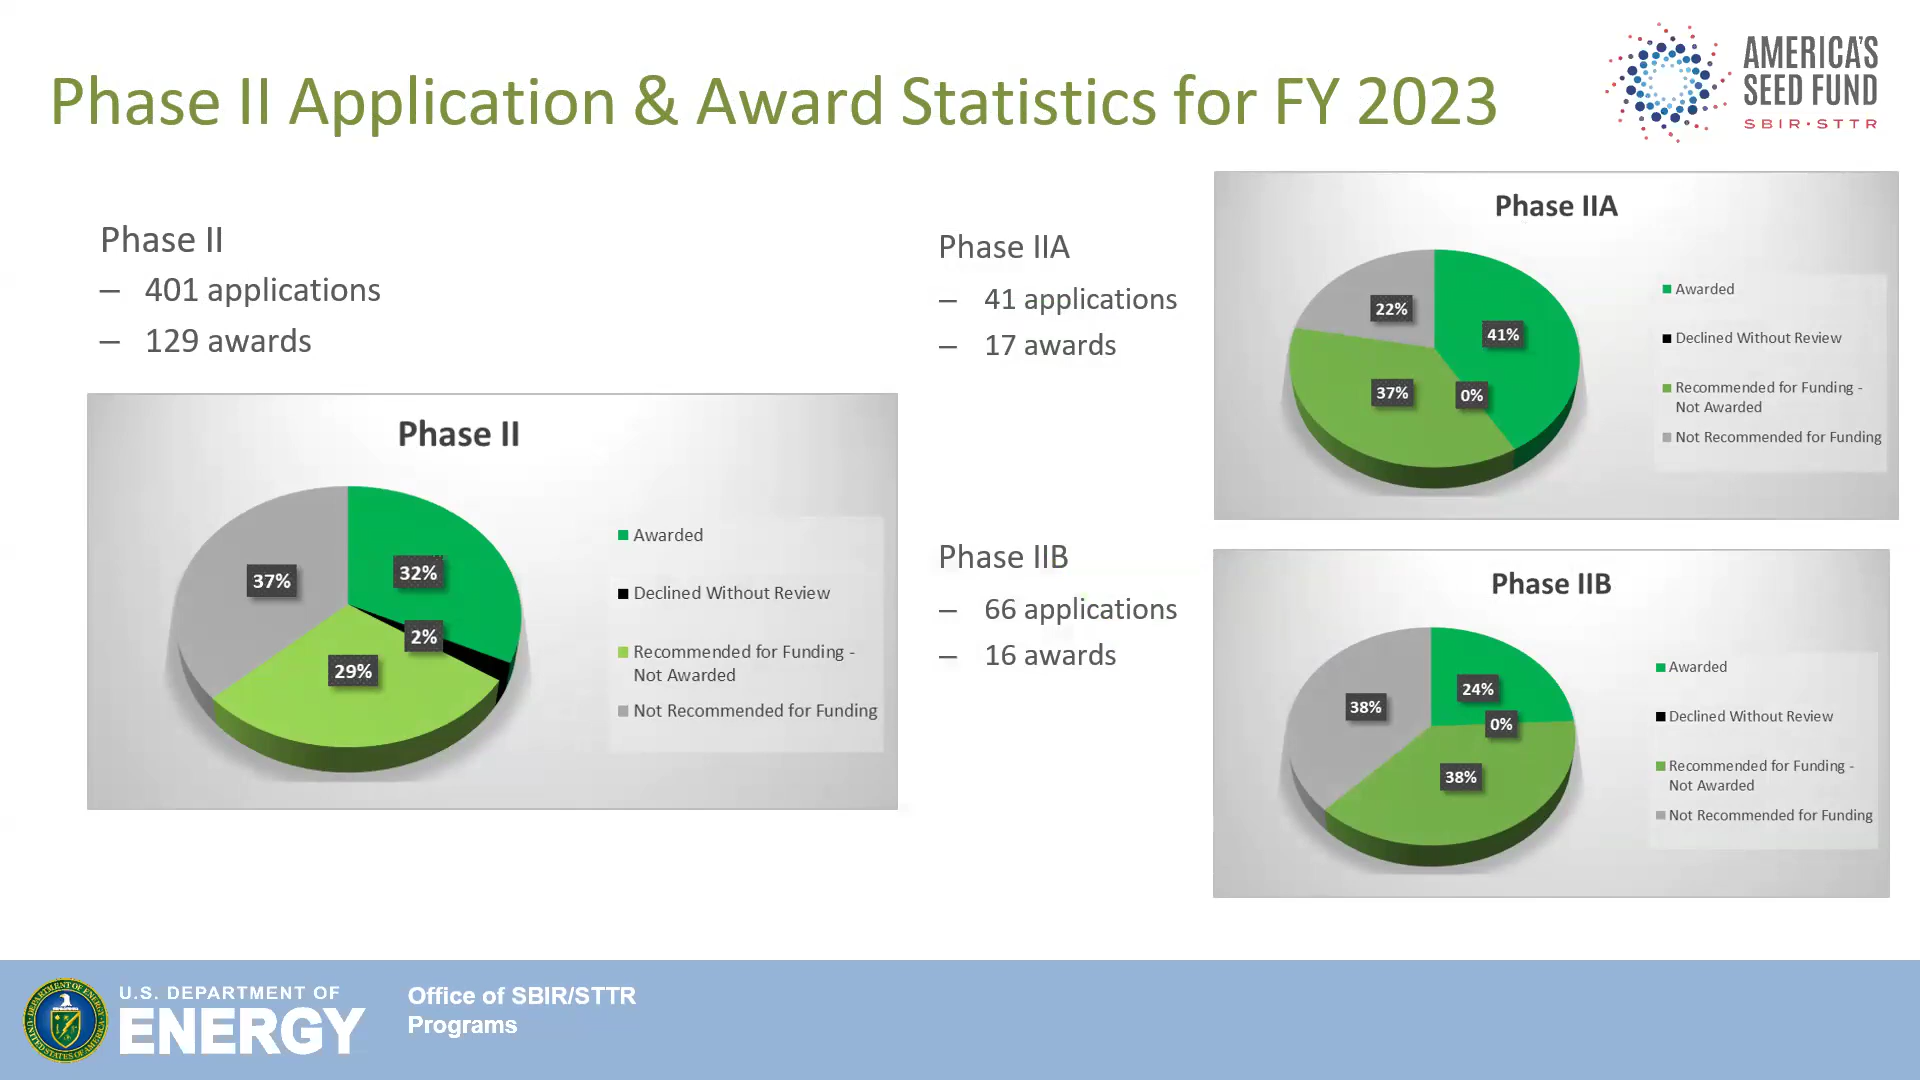 Phase II Application & Award Statistics for FY 2023
AMERICA'S
SEED FUND
SBIR·STTR
Phase II
– 401 applications
– 129 awards
Phase II
37%
32%
2%
29%
Awarded
Declined Without Review
Recommended for Funding -
Not Awarded
Not Recommended for Funding
Phase IIA
– 41 applications
– 17 awards
Phase IIA
22%
41%
37%
0%
Awarded
Declined Without Review
Recommended for Funding -
Not Awarded
Not Recommended for Funding
Phase IIB
– 66 applications
– 16 awards
Phase IIB
38%
24%
0%
38%
Awarded
Declined Without Review
Recommended for Funding -
Not Awarded
Not Recommended for Funding
U.S. DEPARTMENT OF
ENERGY
Office of SBIR/STTR
Programs